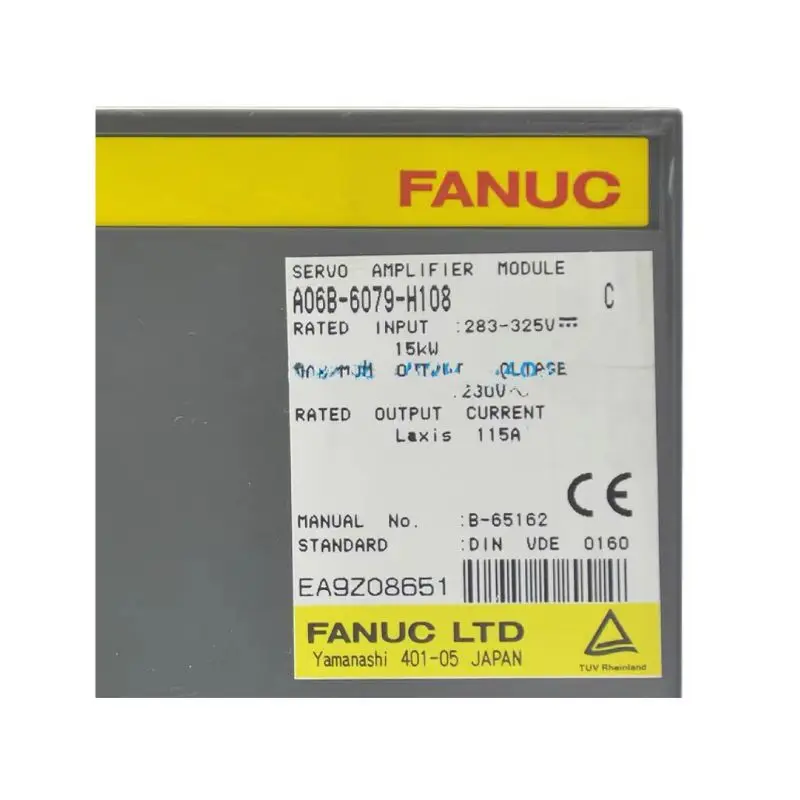 FANUC
SERVO AMPLIFIER MODULE
A06B-6079-H108 C
RATED INPUT :283-325V⎓
15kW
:230V~
RATED OUTPUT CURRENT
Laxis 115A
CE
MANUAL No. :B-65162
STANDARD :DIN VDE 0160
EA9Z08651
FANUC LTD
Yamanashi 401-05 JAPAN
TUV Rheinland